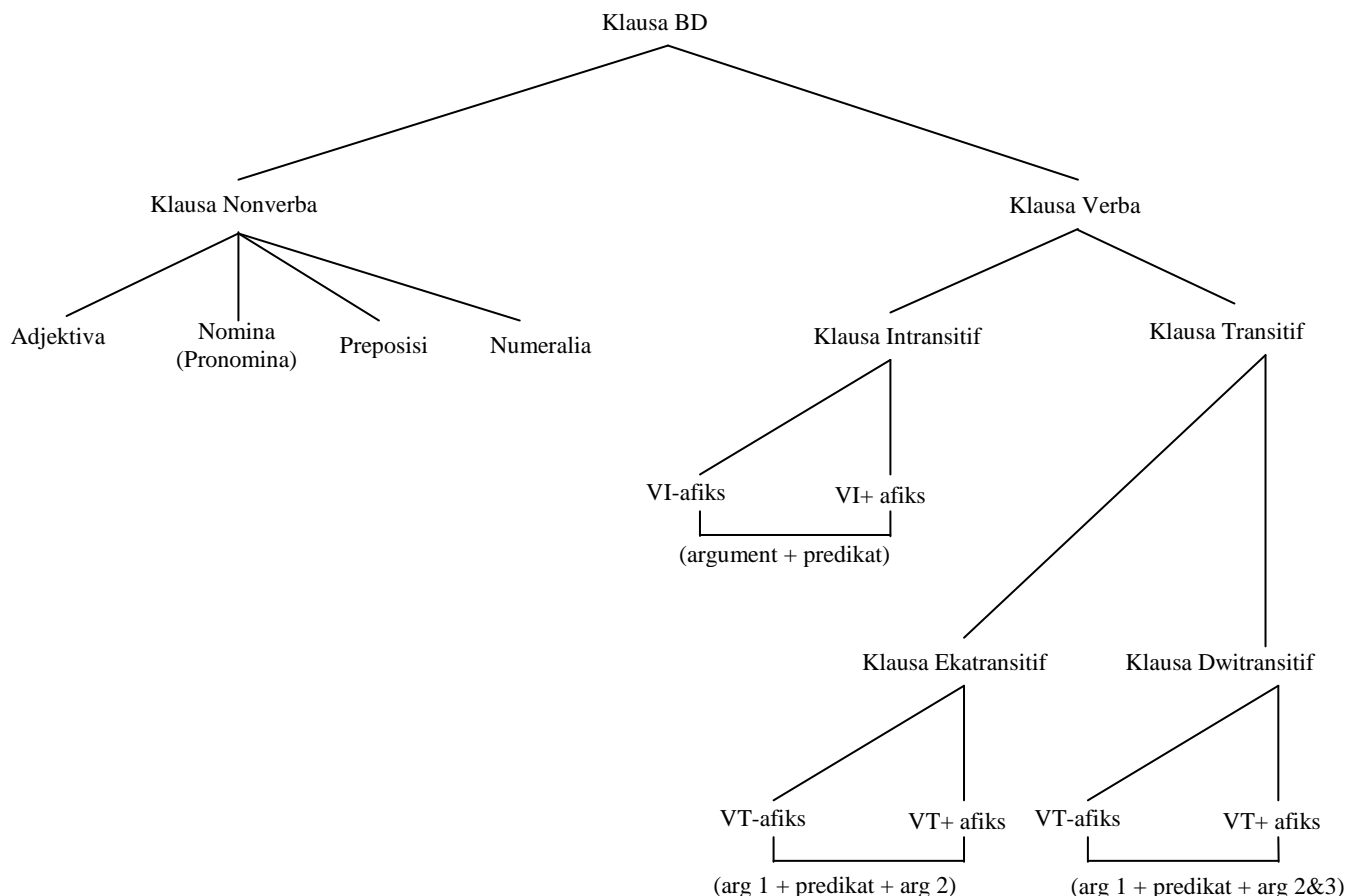 Klausa BD
Klausa Nonverba
Klausa Verba
Adjektiva
Nomina
(Pronomina)
Preposisi
Numeralia
Klausa Intransitif
Klausa Transitif
VI-afiks
VI+ afiks
(argument + predikat)
Klausa Ekatransitif
Klausa Dwitransitif
VT-afiks
VT+ afiks
VT-afiks
VT+ afiks
(arg 1 + predikat + arg 2)
(arg 1 + predikat + arg 2&3)